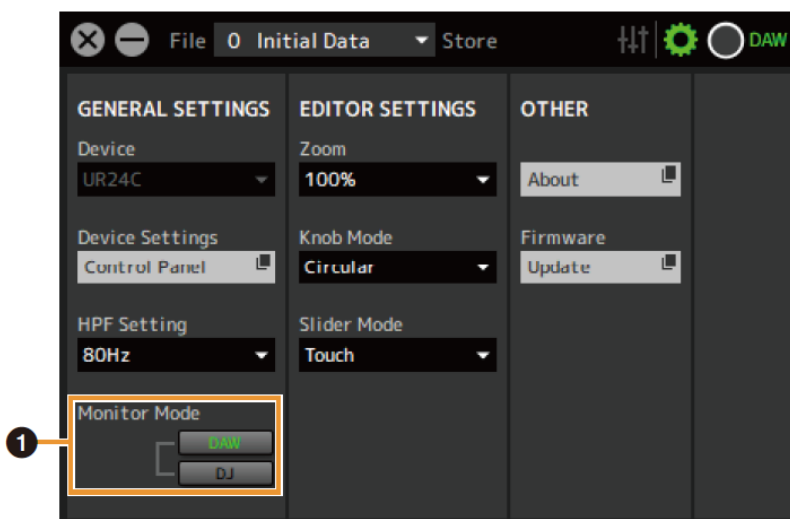 File 0 Initial Data Store DAW
GENERAL SETTINGS
Device
UR24C
Device Settings
Control Panel
HPF Setting
80Hz
Monitor Mode
DAW
DJ
EDITOR SETTINGS
Zoom
100%
Knob Mode
Circular
Slider Mode
Touch
OTHER
About
Firmware
Update
1